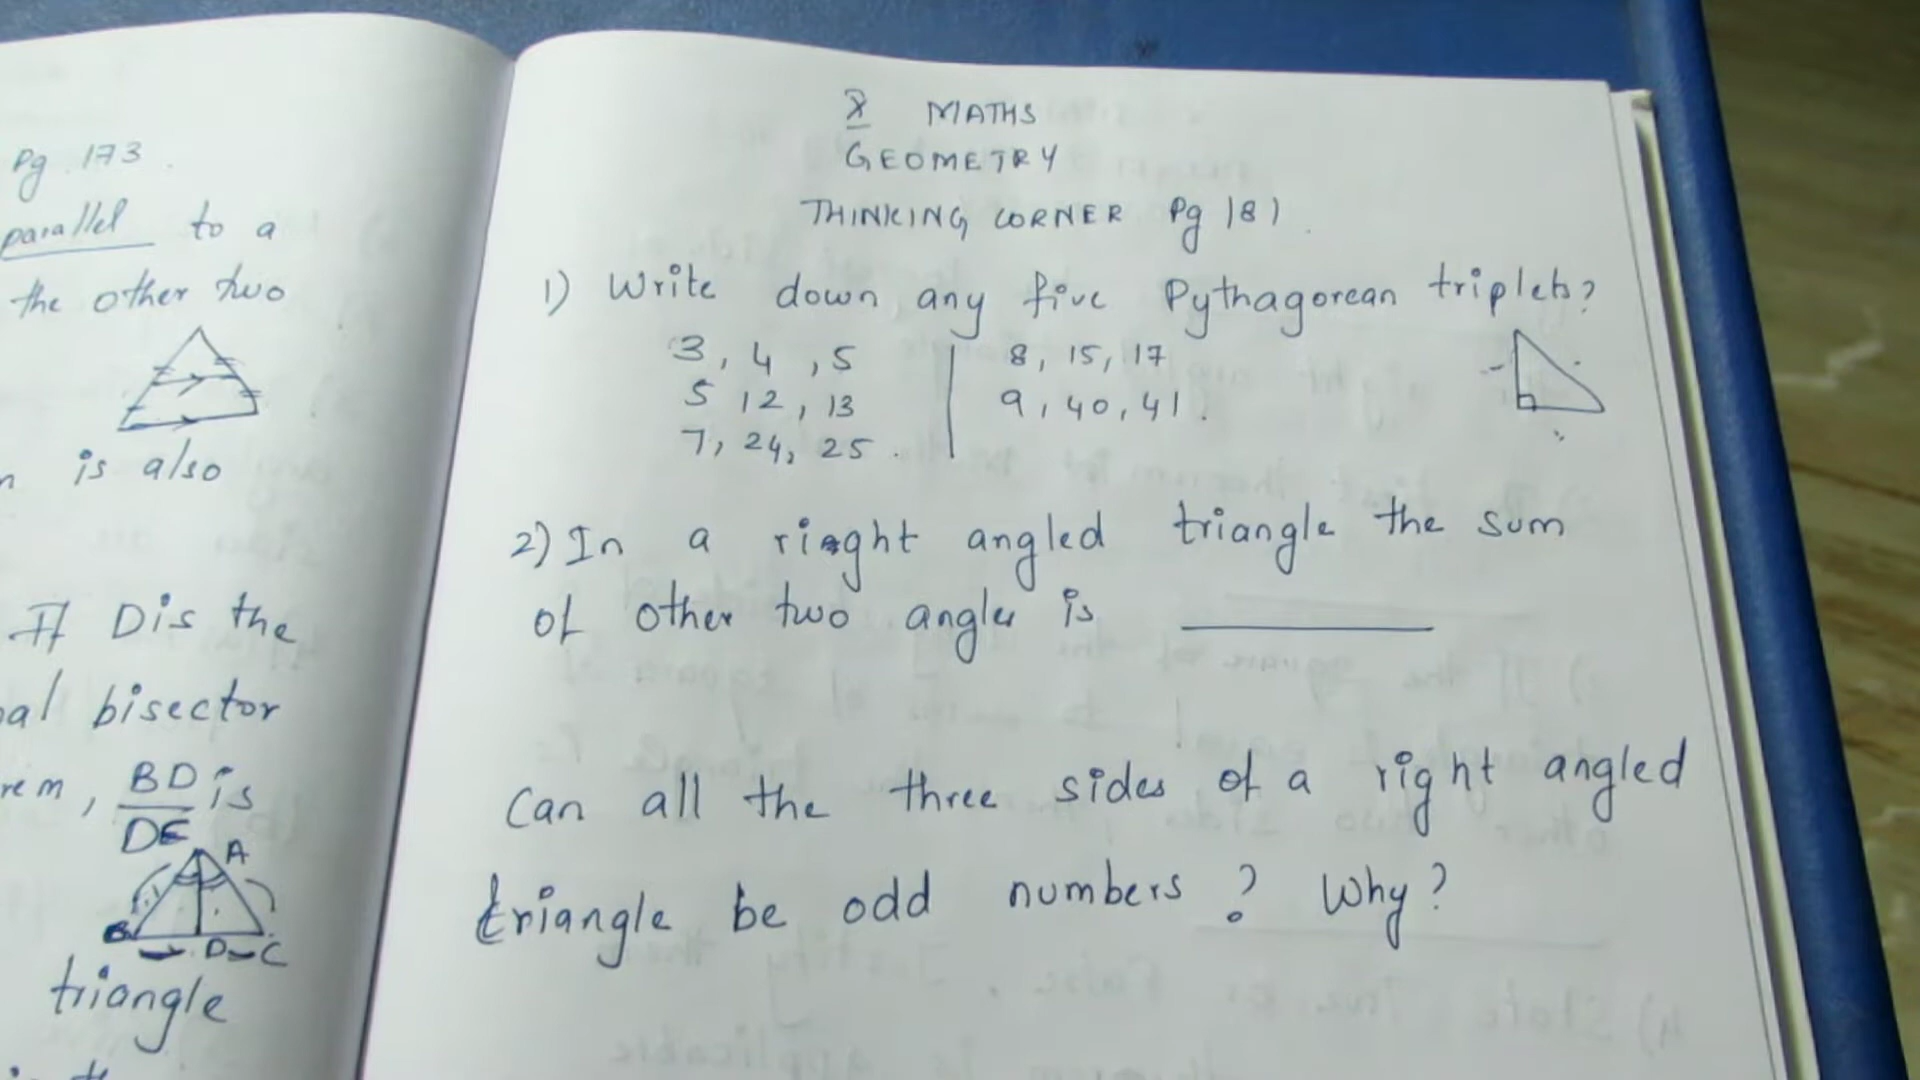 Pg 173.
parallel to a
the other two
is also
If D is the
bisector
, BD is
DE
A
B D C
triangle
X MATHS
GEOMETRY
THINKING CORNER Pg 181.
1) Write down any five Pythagorean triplets?
3, 4, 5 8, 15, 17
5 12, 13 9, 40, 41.
7, 24, 25.
2) In a right angled triangle the sum
of other two angles is ________
Can all the three sides of a right angled
triangle be odd numbers? Why?